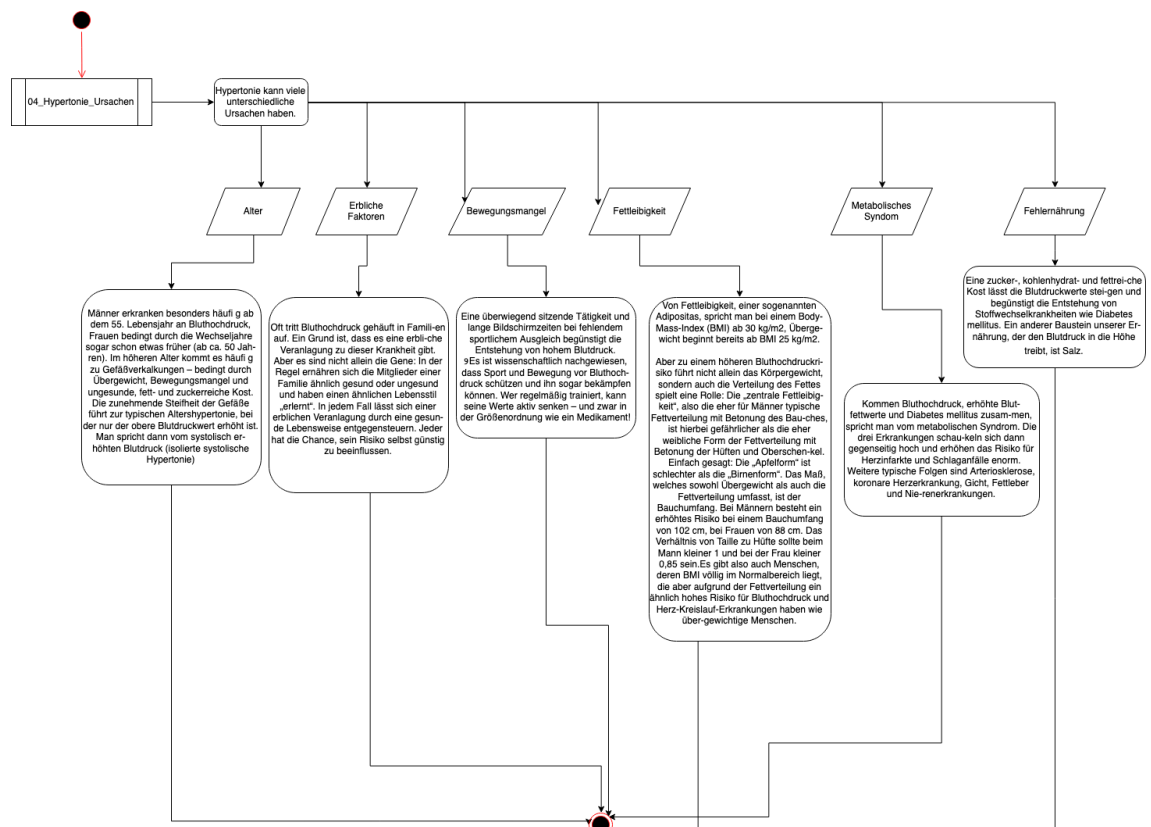 04_Hypertonie_Ursachen
Hypertonie kann viele
unterschiedliche
Ursachen haben.
Alter
Erbliche
Faktoren
Bewegungsmangel
Fettleibigkeit
Metabolisches
Syndom
Fehlernährung
Männer erkranken besonders häufi g ab
dem 55. Lebensjahr an Bluthochdruck,
Frauen bedingt durch die Wechseljahre
sogar schon etwas früher (ab ca. 50 Jah-
ren). Im höheren Alter kommt es häufi g
zu Gefäßverkalkungen – bedingt durch
Übergewicht, Bewegungsmangel und
ungesunde, fett- und zuckerreiche Kost.
Die zunehmende Steifheit der Gefäße
führt zur typischen Altershypertonie, bei
der nur der obere Blutdruckwert erhöht ist.
Man spricht dann vom systolisch er-
höhten Blutdruck (isolierte systolische
Hypertonie)
Oft tritt Bluthochdruck gehäuft in Famili-en
auf. Ein Grund ist, dass es eine erbli-che
Veranlagung zu dieser Krankheit gibt.
Aber es sind nicht allein die Gene: In der
Regel ernähren sich die Mitglieder einer
Familie ähnlich gesund oder ungesund
und haben einen ähnlichen Lebensstil
„erlernt“. In jedem Fall lässt sich einer
erblichen Veranlagung durch eine gesun-
de Lebensweise entgegensteuern. Jeder
hat die Chance, sein Risiko selbst günstig
zu beeinflussen.
Eine überwiegend sitzende Tätigkeit und
lange Bildschirmzeiten bei fehlendem
sportlichem Ausgleich begünstigt die
Entstehung von hohem Blutdruck.
9Es ist wissenschaftlich nachgewiesen,
dass Sport und Bewegung vor Bluthoch-
druck schützen und ihn sogar bekämpfen
können. Wer regelmäßig trainiert, kann
seine Werte aktiv senken – und zwar in
der Größenordnung wie ein Medikament!
Von Fettleibigkeit, einer sogenannten
Adipositas, spricht man bei einem Body-
Mass-Index (BMI) ab 30 kg/m2, Überge-
wicht beginnt bereits ab BMI 25 kg/m2.
Aber zu einem höheren Bluthochdruckri-
siko führt nicht allein das Körpergewicht,
sondern auch die Verteilung des Fettes
spielt eine Rolle: Die „zentrale Fettleibig-
keit“, also die eher für Männer typische
Fettverteilung mit Betonung des Bau-ches,
ist hierbei gefährlicher als die eher
weibliche Form der Fettverteilung mit
Betonung der Hüften und Oberschen-kel.
Einfach gesagt: Die „Apfelform“ ist
schlechter als die „Birnenform“. Das Maß,
welches sowohl Übergewicht als auch die
Fettverteilung umfasst, ist der
Bauchumfang. Bei Männern besteht ein
erhöhtes Risiko bei einem Bauchumfang
von 102 cm, bei Frauen von 88 cm. Das
Verhältnis von Taille zu Hüfte sollte beim
Mann kleiner 1 und bei der Frau kleiner
0,85 sein.Es gibt also auch Menschen,
deren BMI völlig im Normalbereich liegt,
die aber aufgrund der Fettverteilung ein
ähnlich hohes Risiko für Bluthochdruck und
Herz-Kreislauf-Erkrankungen haben wie
über-gewichtige Menschen.
Kommen Bluthochdruck, erhöhte Blut-
fettwerte und Diabetes mellitus zusam-men,
spricht man vom metabolischen Syndrom. Die
drei Erkrankungen schau-keln sich dann
gegenseitig hoch und erhöhen das Risiko für
Herzinfarkte und Schlaganfälle enorm.
Weitere typische Folgen sind Arteriosklerose,
koronare Herzerkrankung, Gicht, Fettleber
und Nie-renerkrankungen.
Eine zucker-, kohlenhydrat- und fettrei-che
Kost lässt die Blutdruckwerte stei-gen und
begünstigt die Entstehung von
Stoffwechselkrankheiten wie Diabetes
mellitus. Ein anderer Baustein unserer Er-
nährung, der den Blutdruck in die Höhe
treibt, ist Salz.